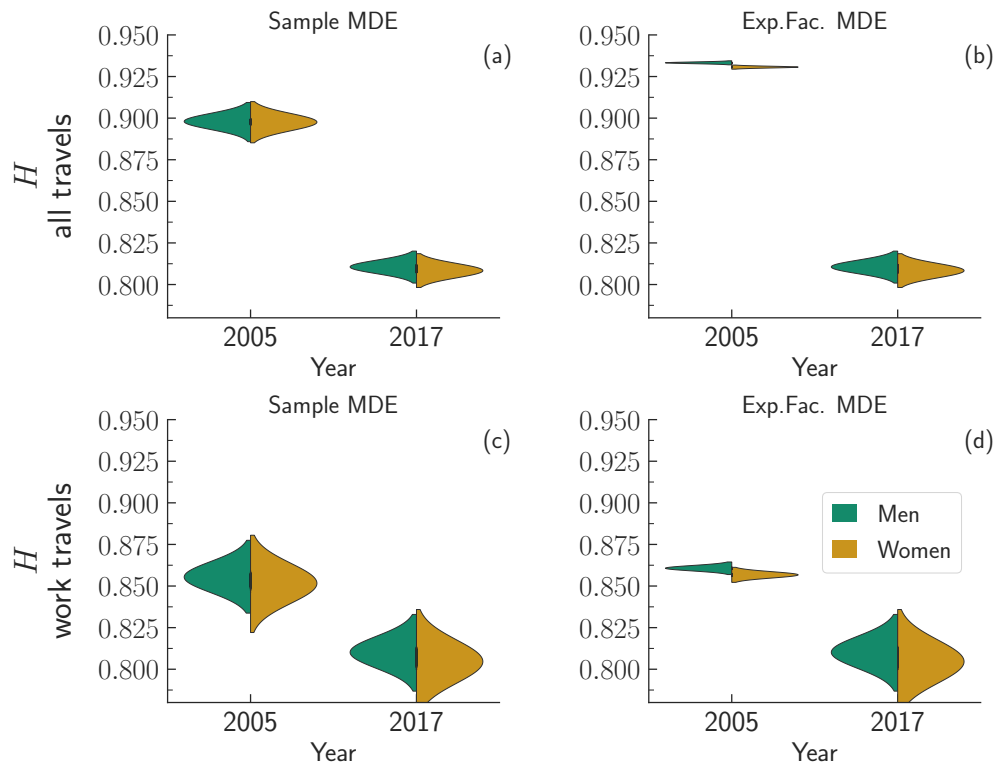 Sample MDE
Exp.Fac. MDE
(a)
(b)
0.950
0.925
0.900
0.875
0.850
0.825
0.800
H
all travels
2005
2017
Year
0.950
0.925
0.900
0.875
0.850
0.825
0.800
2005
2017
Year
Sample MDE
Exp.Fac. MDE
(c)
(d)
0.950
0.925
0.900
0.875
0.850
0.825
0.800
H
work travels
2005
2017
Year
0.950
0.925
0.900
0.875
0.850
0.825
0.800
Men
Women
2005
2017
Year